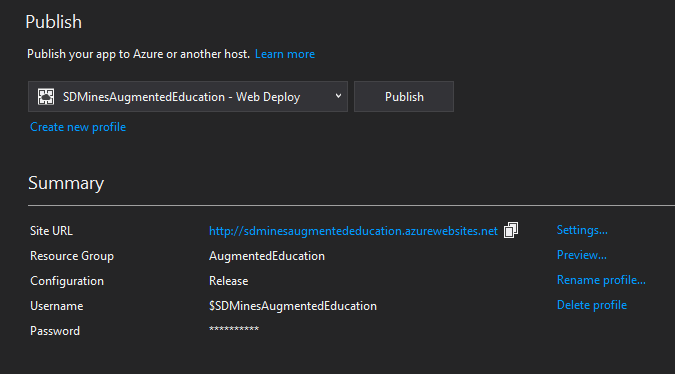 Publish
Publish your app to Azure or another host. Learn more
SDMinesAugmentedEducation - Web Deploy
Publish
Create new profile
Summary
Site URL http://sdminesaugmentededucation.azurewebsites.net Settings...
Resource Group AugmentedEducation Preview...
Configuration Release Rename profile...
Username $SDMinesAugmentedEducation Delete profile
Password **********